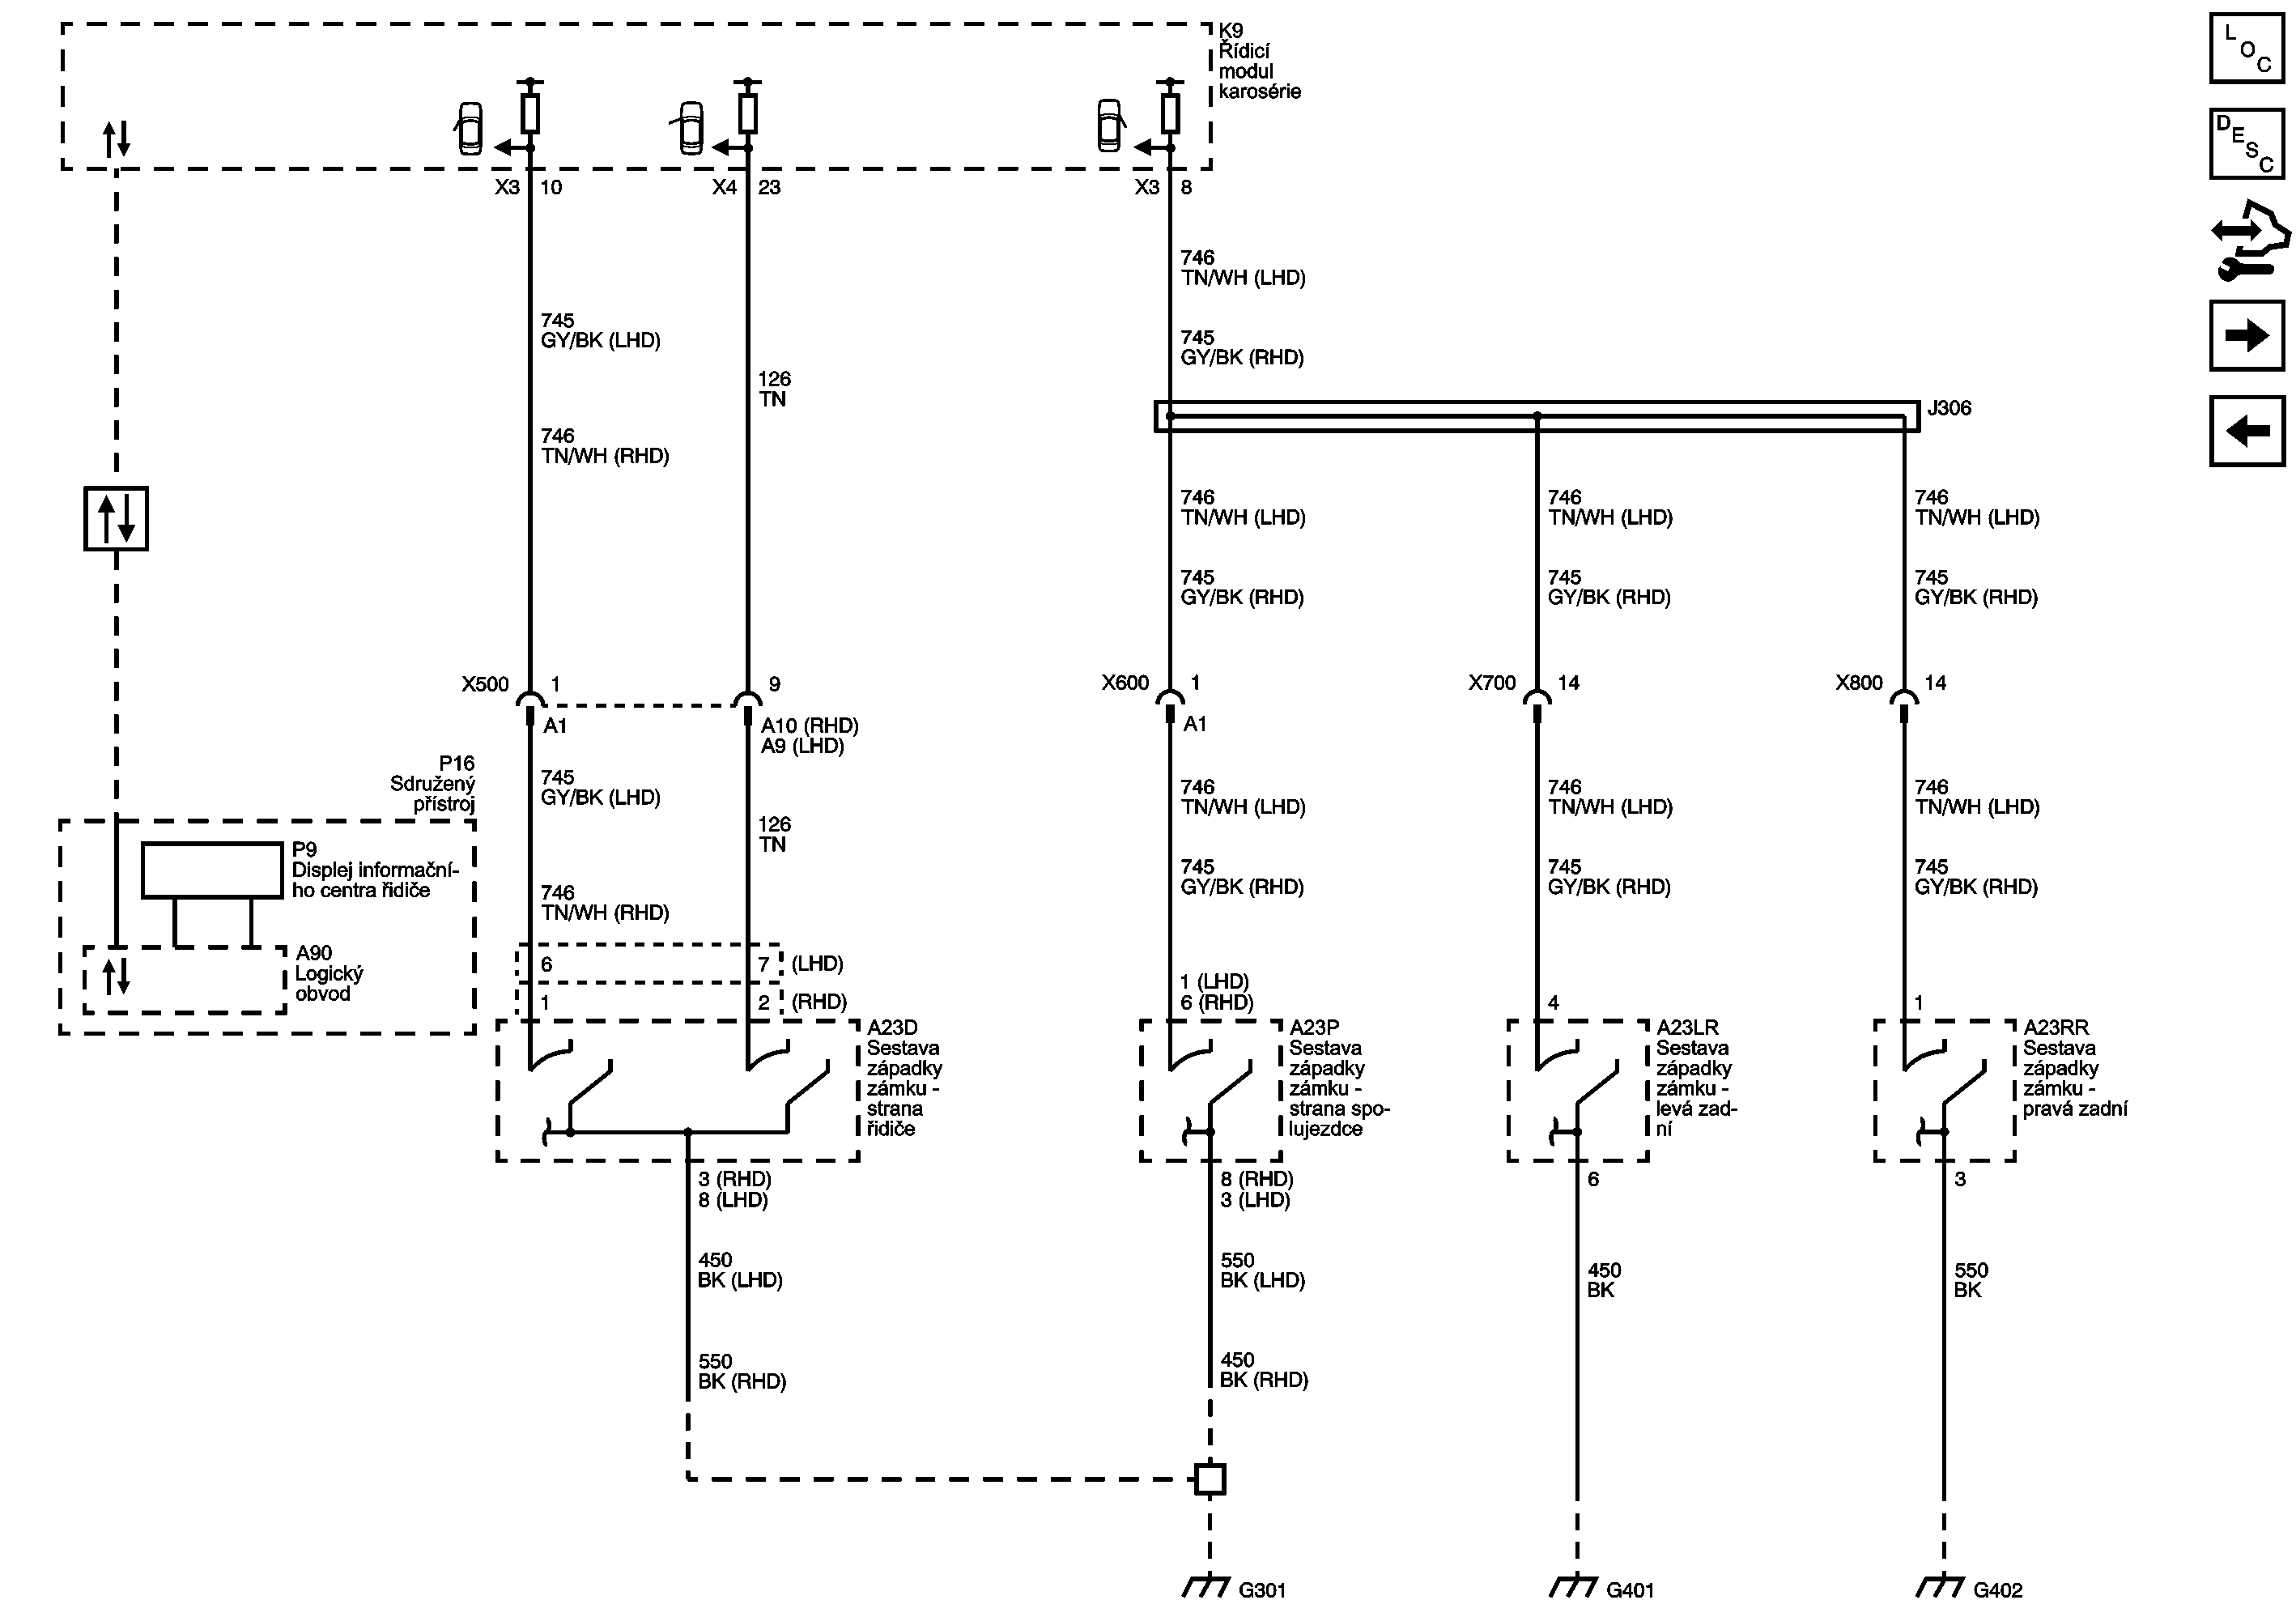 K9
Řídicí
modul
karosérie
L
O
C
D
E
S
C
X3 10
X4 23
X3 8
745
GY/BK (LHD)
746
TN/WH (RHD)
126
TN
746
TN/WH (LHD)
745
GY/BK (RHD)
J306
746
TN/WH (LHD)
745
GY/BK (RHD)
746
TN/WH (LHD)
745
GY/BK (RHD)
746
TN/WH (LHD)
745
GY/BK (RHD)
X500 1
A1
9
A10 (RHD)
A9 (LHD)
X600 1
A1
X700 14
X800 14
P16
Sdružený
přístroj
P9
Displej informační-
ho centra řidiče
A90
Logický
obvod
745
GY/BK (LHD)
746
TN/WH (RHD)
126
TN
746
TN/WH (LHD)
745
GY/BK (RHD)
746
TN/WH (LHD)
745
GY/BK (RHD)
746
TN/WH (LHD)
745
GY/BK (RHD)
6 7 (LHD)
1 2 (RHD)
1 (LHD)
6 (RHD)
4
1
A23D
Sestava
západky
zámku -
strana
řidiče
A23P
Sestava
západky
zámku -
strana spo-
lujezdce
A23LR
Sestava
západky
zámku -
levá zad-
ní
A23RR
Sestava
západky
zámku -
pravá zadní
3 (RHD)
8 (LHD)
8 (RHD)
3 (LHD)
6
3
450
BK (LHD)
550
BK (RHD)
550
BK (LHD)
450
BK (RHD)
450
BK
550
BK
G301
G401
G402